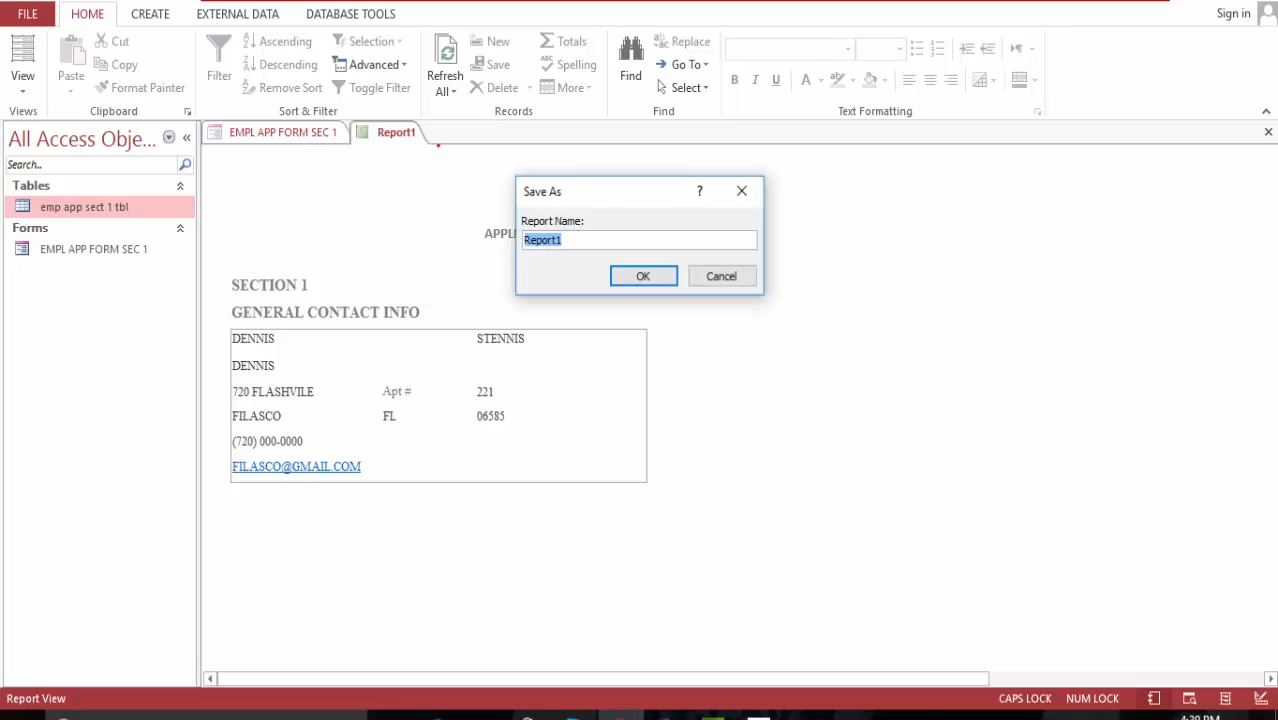 FILE HOME CREATE EXTERNAL DATA DATABASE TOOLS Sign in
View
Views
Paste
Cut
Copy
Format Painter
Clipboard
Filter
Ascending
Descending
Remove Sort
Selection
Advanced
Toggle Filter
Sort & Filter
Refresh
All
New
Save
Delete
Totals
Spelling
More
Records
Find
Replace
Go To
Select
Find
B I U A
Text Formatting
All Access Obje...
Search...
Tables
emp app sect 1 tbl
Forms
EMPL APP FORM SEC 1
EMPL APP FORM SEC 1 Report1
Save As ?
Report Name:
Report1
OK Cancel
SECTION 1
GENERAL CONTACT INFO
DENNIS STENNIS
DENNIS
720 FLASHVILE Apt # 221
FILASCO FL 06585
(720) 000-0000
FILASCO@GMAIL.COM
Report View CAPS LOCK NUM LOCK